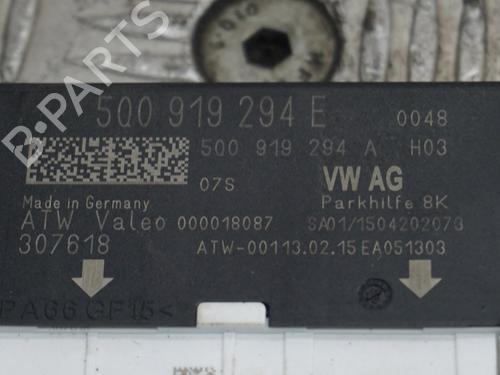 B-PARTS
5Q0 919 294 E 0048
5Q0 919 294 A H03
07S VW AG
Made in Germany Parkhilfe 8K
ATW Valeo 000018087 SA01/1504202073
307618 ATW-00113.02.15 EA051303
PA66 GF15<